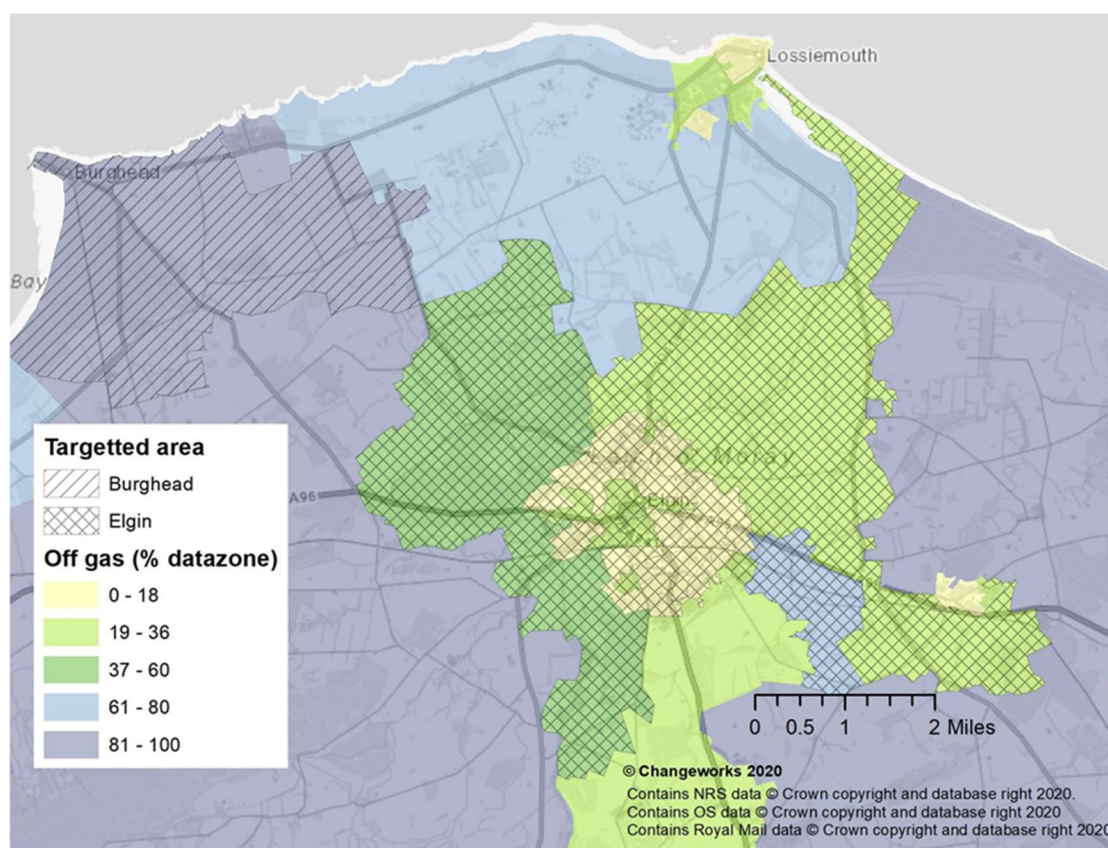 Lossiemouth
Burghead
Bay
Targetted area
Burghead
Elgin
Off gas (% datazone)
0 - 18
19 - 36
37 - 60
61 - 80
81 - 100
A96
of Moray
Elgin
0 0.5 1 2 Miles
© Changeworks 2020
Contains NRS data © Crown copyright and database right 2020.
Contains OS data © Crown copyright and database right 2020
Contains Royal Mail data © Crown copyright and database right 2020